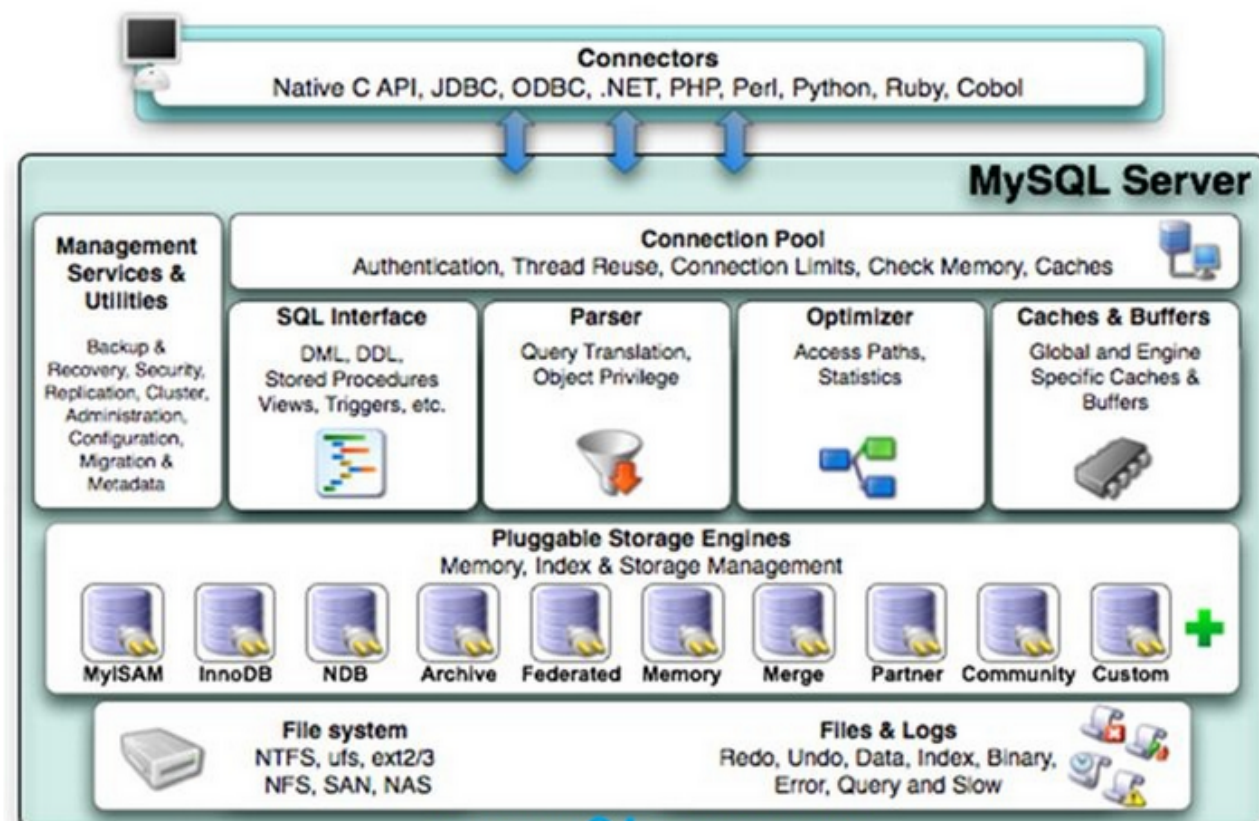 Connectors
Native C API, JDBC, ODBC, .NET, PHP, Perl, Python, Ruby, Cobol
MySQL Server
Management
Services &
Utilities
Backup &
Recovery, Security,
Replication, Cluster,
Administration,
Configuration,
Migration &
Metadata
Connection Pool
Authentication, Thread Reuse, Connection Limits, Check Memory, Caches
SQL Interface
DML, DDL,
Stored Procedures
Views, Triggers, etc.
Parser
Query Translation,
Object Privilege
Optimizer
Access Paths,
Statistics
Caches & Buffers
Global and Engine
Specific Caches &
Buffers
Pluggable Storage Engines
Memory, Index & Storage Management
MyISAM InnoDB NDB Archive Federated Memory Merge Partner Community Custom
File system
NTFS, ufs, ext2/3
NFS, SAN, NAS
Files & Logs
Redo, Undo, Data, Index, Binary,
Error, Query and Slow